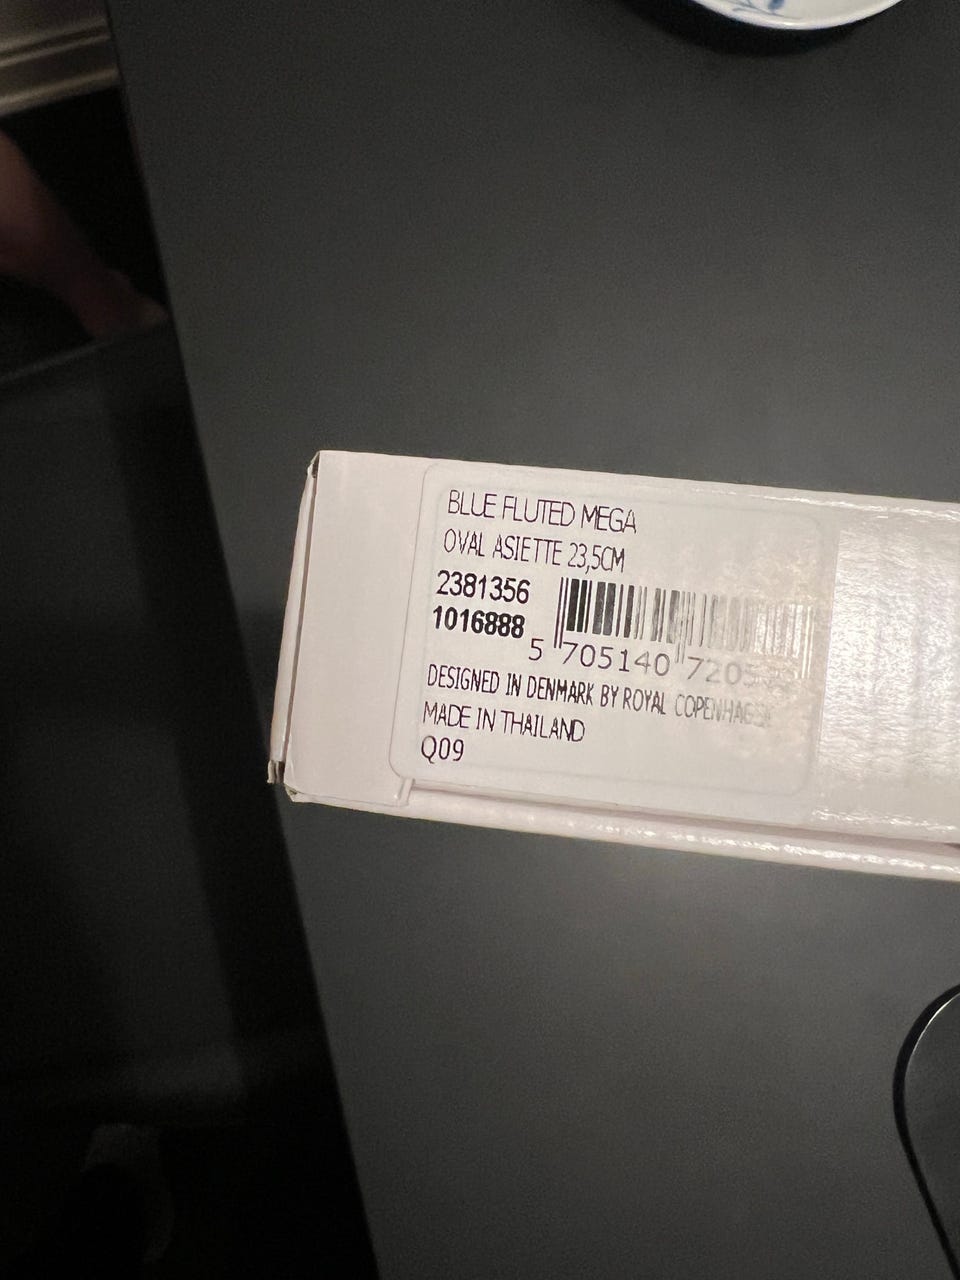 BLUE FLUTED MEGA
OVAL ASIETTE 23,5CM
2381356
1016888
5 705140
DESIGNED IN DENMARK BY ROYAL COPENHAGEN
MADE IN THAILAND
Q09